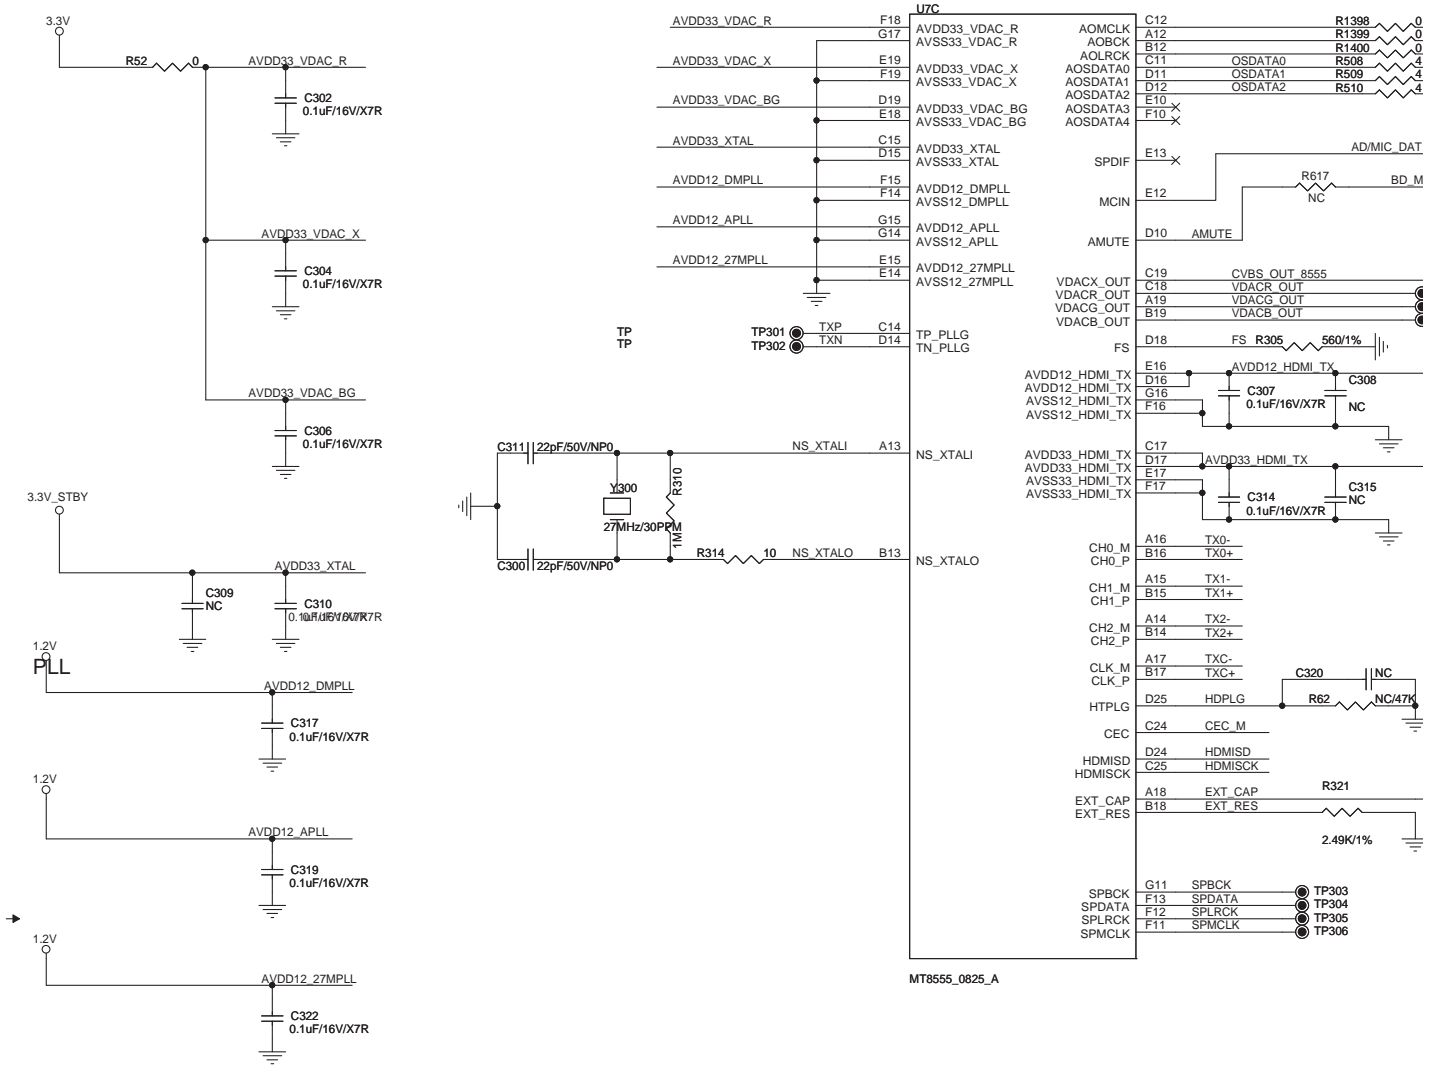 3.3V
R52 0 AVDD33_VDAC_R
C302
0.1uF/16V/X7R
AVDD33_VDAC_X
C304
0.1uF/16V/X7R
AVDD33_VDAC_BG
C306
0.1uF/16V/X7R
3.3V_STBY
AVDD33_XTAL
C309
NC
C310
1.2V
PLL
AVDD12_DMPLL
C317
0.1uF/16V/X7R
1.2V
AVDD12_APLL
C319
0.1uF/16V/X7R
1.2V
AVDD12_27MPLL
C322
0.1uF/16V/X7R
U7C
AVDD33_VDAC_R F18 AVDD33_VDAC_R
G17 AVSS33_VDAC_R
AVDD33_VDAC_X E19 AVDD33_VDAC_X
F19 AVSS33_VDAC_X
AVDD33_VDAC_BG D19 AVDD33_VDAC_BG
E18 AVSS33_VDAC_BG
AVDD33_XTAL C15 AVDD33_XTAL
D15 AVSS33_XTAL
AVDD12_DMPLL F15 AVDD12_DMPLL
F14 AVSS12_DMPLL
AVDD12_APLL G15 AVDD12_APLL
G14 AVSS12_APLL
AVDD12_27MPLL E15 AVDD12_27MPLL
E14 AVSS12_27MPLL
TP TP301 TXP C14 TP_PLLG
TP TP302 TXN D14 TN_PLLG
C311 22pF/50V/NP0 NS_XTALI A13 NS_XTALI
Y300
27MHz/30PPM
R310
1M
C300 22pF/50V/NP0 R314 10 NS_XTALO B13 NS_XTALO
AOMCLK C12 R1398 0
AOBCK A12 R1399 0
AOLRCK B12 R1400 0
AOSDATA0 C11 OSDATA0 R508 4
AOSDATA1 D11 OSDATA1 R509 4
AOSDATA2 D12 OSDATA2 R510 4
AOSDATA3 E10
AOSDATA4 F10
SPDIF E13
AD/MIC_DAT
MCIN E12
R617
NC
BD_M
AMUTE D10 AMUTE
VDACX_OUT C19 CVBS_OUT_8555
VDACR_OUT C18 VDACR_OUT
VDACG_OUT A19 VDACG_OUT
VDACB_OUT B19 VDACB_OUT
FS D18 FS R305 560/1%
AVDD12_HDMI_TX E16 AVDD12_HDMI_TX
AVDD12_HDMI_TX D16
AVSS12_HDMI_TX G16
AVSS12_HDMI_TX F16
C307
0.1uF/16V/X7R
C308
NC
AVDD33_HDMI_TX C17
AVDD33_HDMI_TX D17 AVDD33_HDMI_TX
AVSS33_HDMI_TX E17
AVSS33_HDMI_TX F17
C314
0.1uF/16V/X7R
C315
NC
CH0_M A16 TX0-
CH0_P B16 TX0+
CH1_M A15 TX1-
CH1_P B15 TX1+
CH2_M A14 TX2-
CH2_P B14 TX2+
CLK_M A17 TXC-
CLK_P B17 TXC+
C320 NC
HTPLG D25 HDPLG R62 NC/47K
CEC C24 CEC_M
HDMISD D24 HDMISD
HDMISCK C25 HDMISCK
EXT_CAP A18 EXT_CAP
EXT_RES B18 EXT_RES
R321
2.49K/1%
SPBCK G11 SPBCK TP303
SPDATA F13 SPDATA TP304
SPLRCK F12 SPLRCK TP305
SPMCLK F11 SPMCLK TP306
MT8555_0825_A